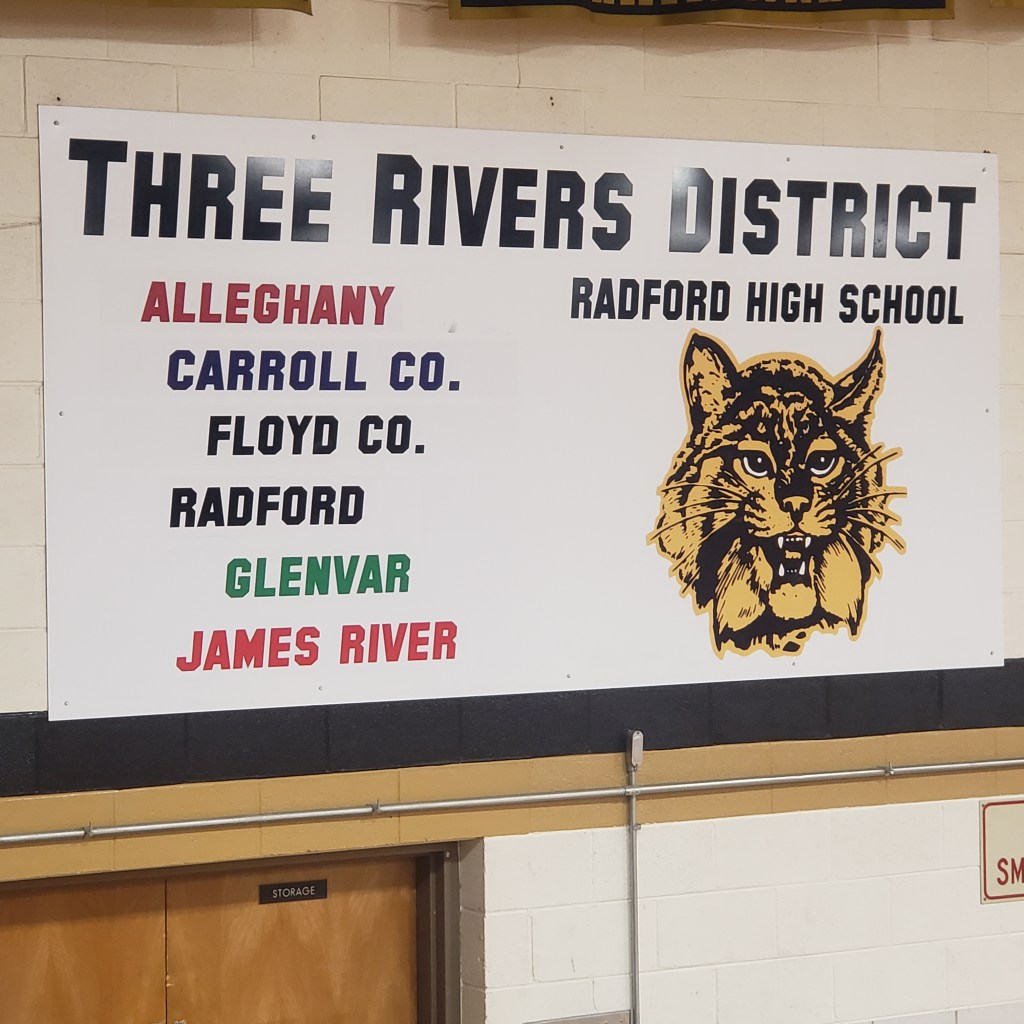 THREE RIVERS DISTRICT
ALLEGHANY
RADFORD HIGH SCHOOL
CARROLL CO.
FLOYD CO.
RADFORD
GLENVAR
JAMES RIVER
STORAGE
SM